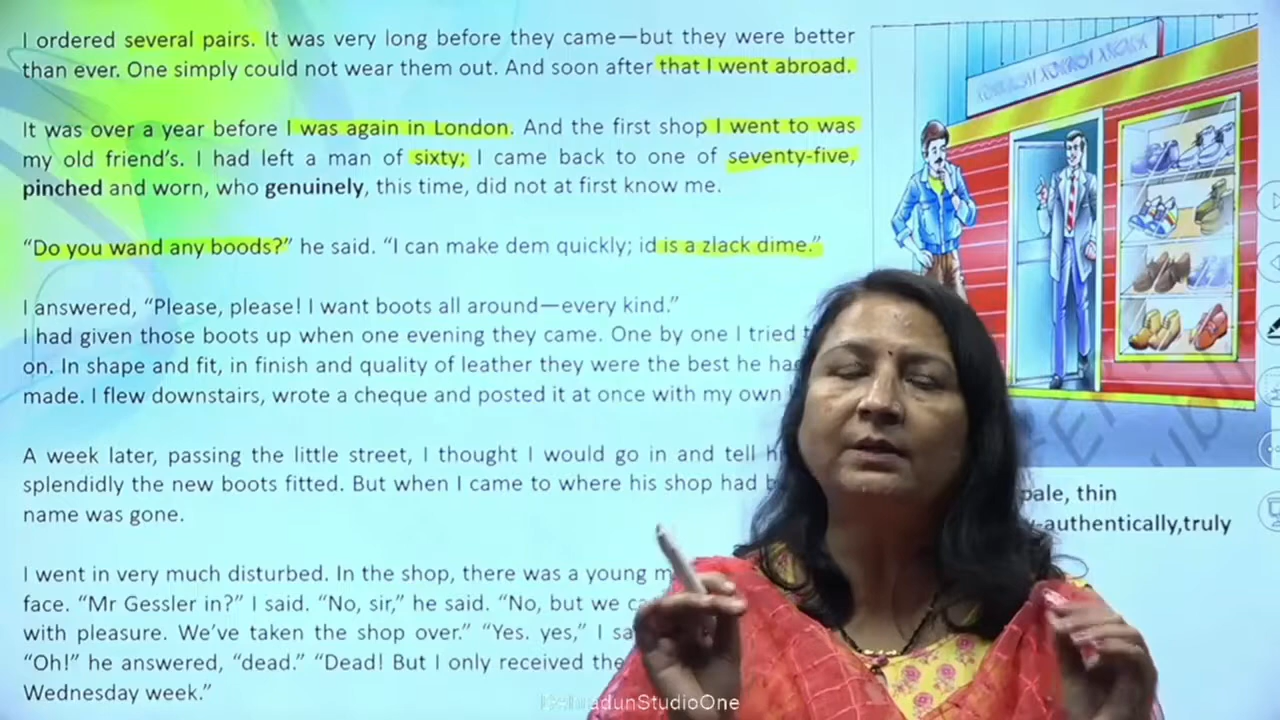 I ordered several pairs. It was very long before they came—but they were better
than ever. One simply could not wear them out. And soon after that I went abroad.
It was over a year before I was again in London. And the first shop I went to was
my old friend’s. I had left a man of sixty; I came back to one of seventy-five,
pinched and worn, who genuinely, this time, did not at first know me.
“Do you wand any boods?” he said. “I can make dem quickly; id is a zlack dime.”
I answered, “Please, please! I want boots all around—every kind.”
I had given those boots up when one evening they came. One by one I tried
on. In shape and fit, in finish and quality of leather they were the best he
made. I flew downstairs, wrote a cheque and posted it at once with my own
A week later, passing the little street, I thought I would go in and tell
splendidly the new boots fitted. But when I came to where his shop had
name was gone.
pale, thin
-authentically,truly
I went in very much disturbed. In the shop, there was a young
face. “Mr Gessler in?” I said. “No, sir,” he said. “No, but we
with pleasure. We’ve taken the shop over.” “Yes. yes,” I
“Oh!” he answered, “dead.” “Dead! But I only received
Wednesday week.”
DehradunStudioOne